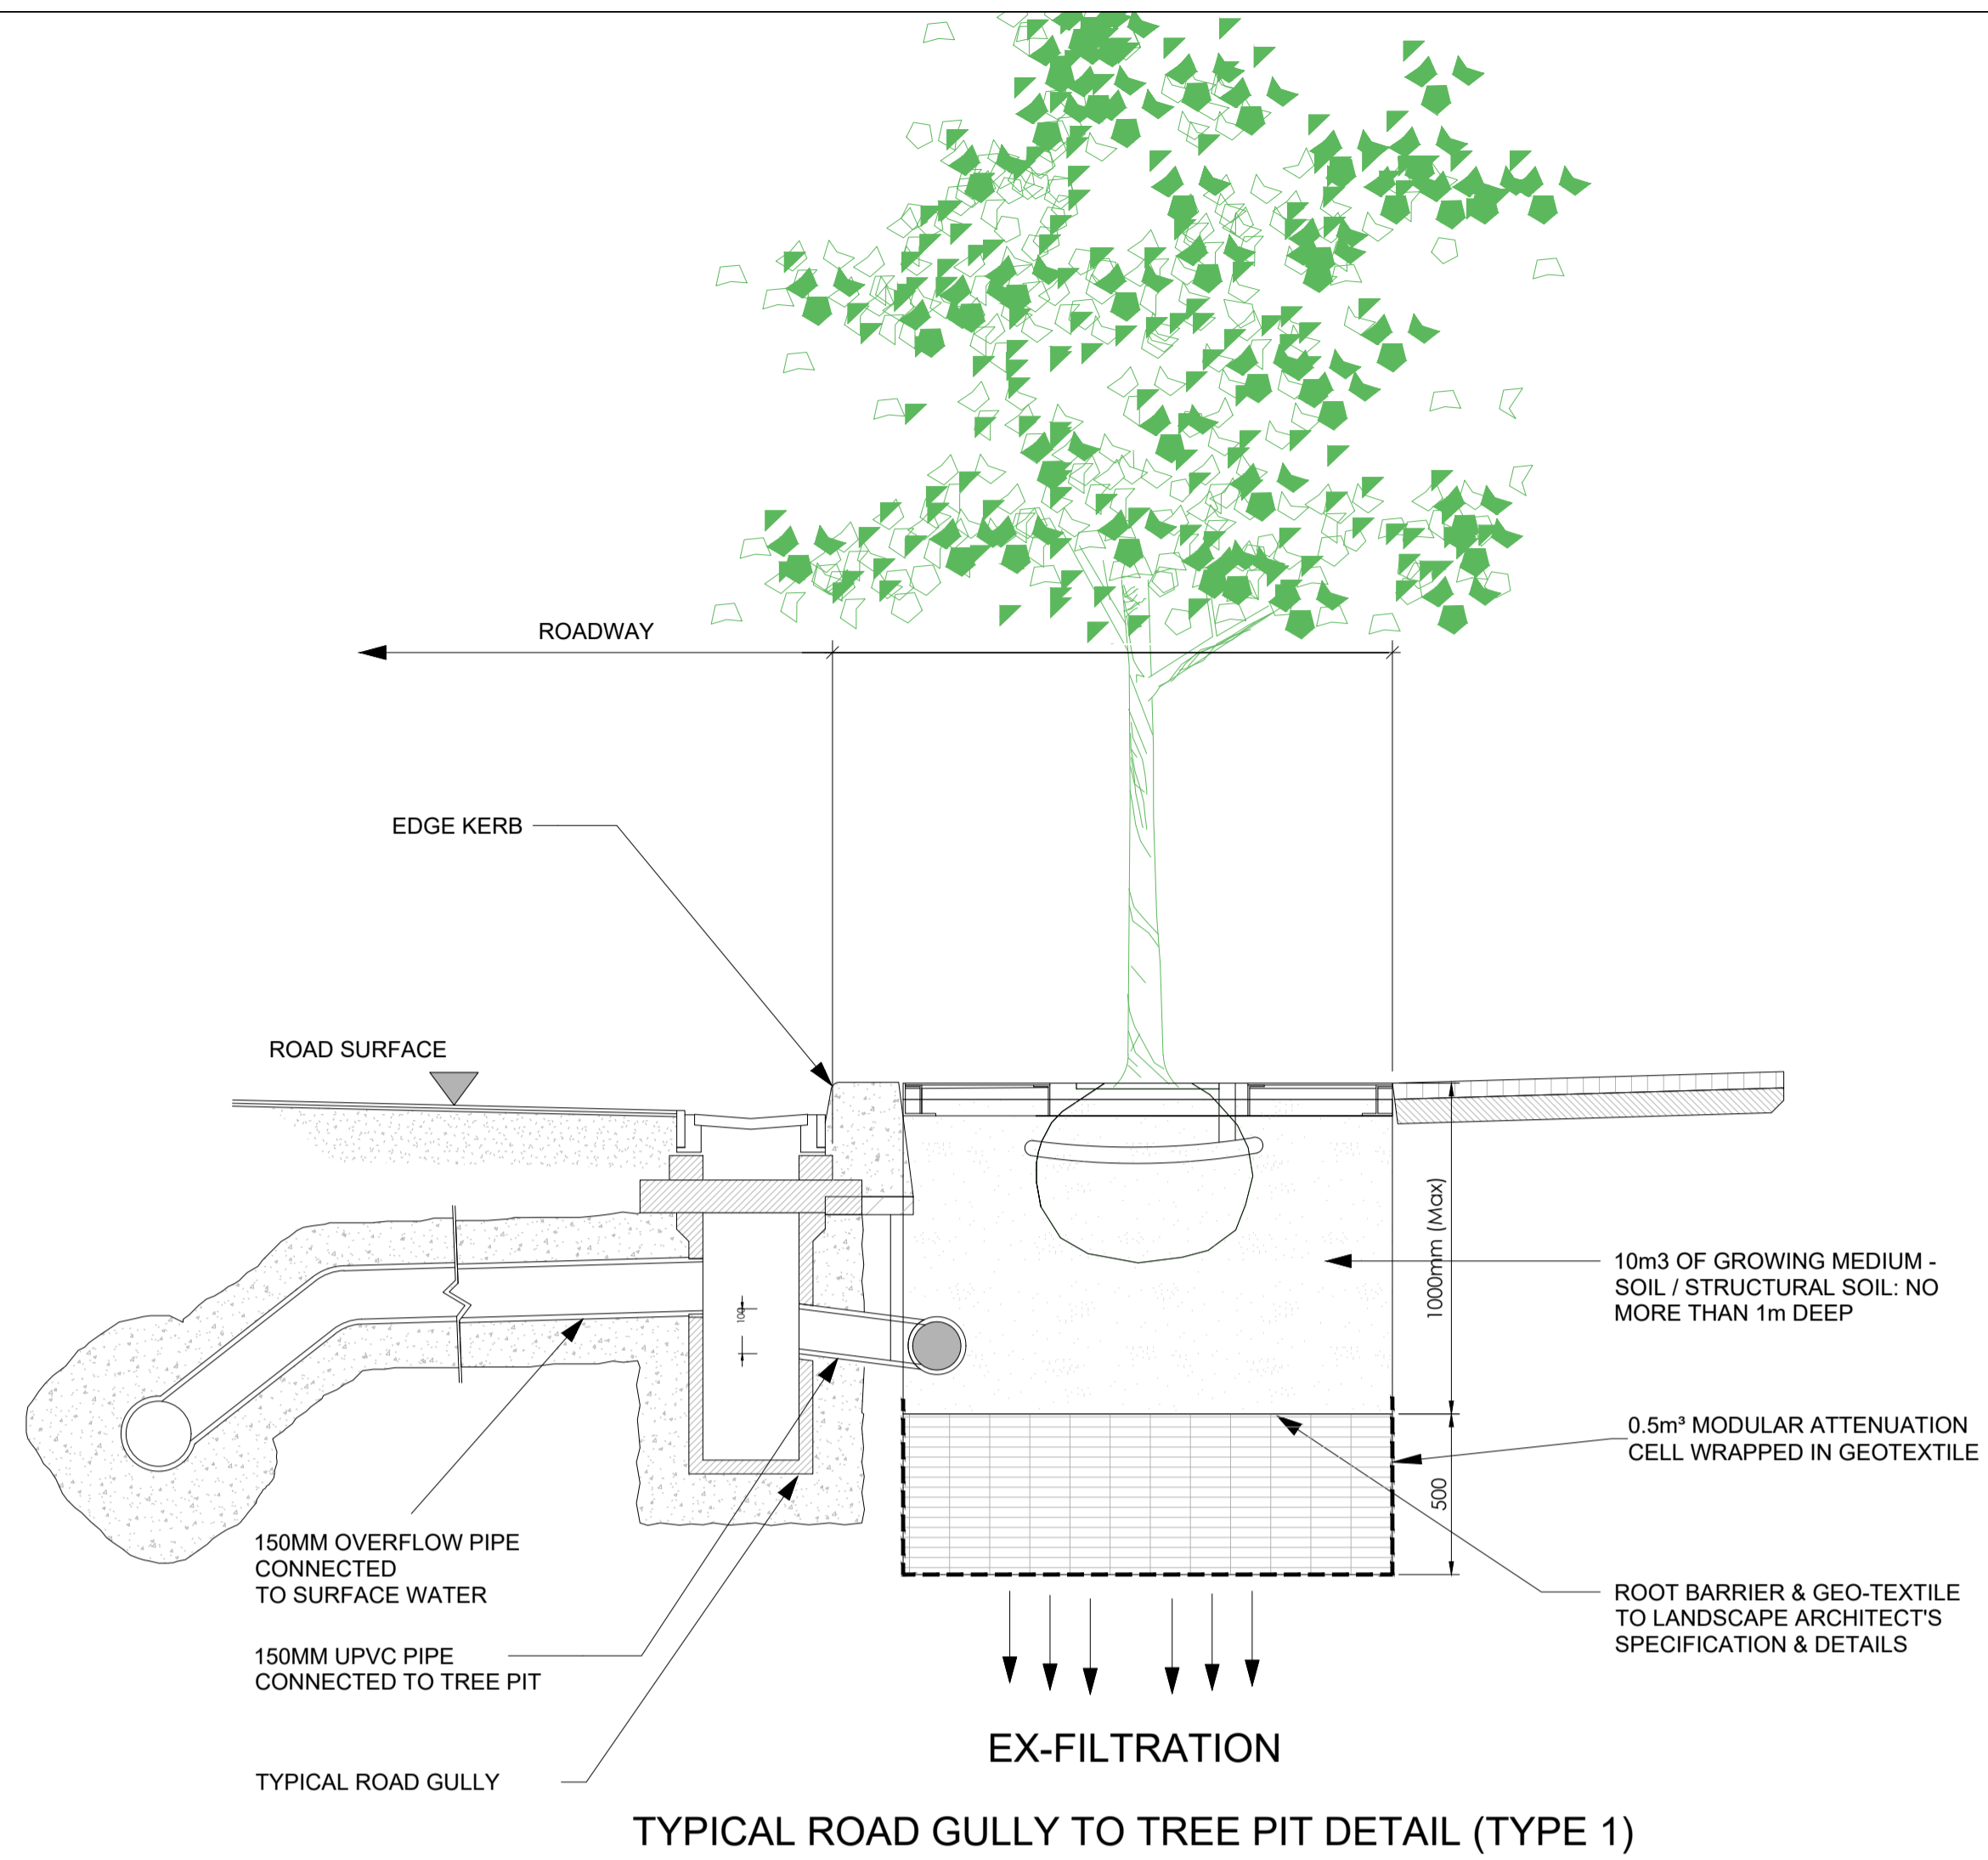 ROADWAY
EDGE KERB
ROAD SURFACE
1000mm (Max)
100
10m3 OF GROWING MEDIUM -
SOIL / STRUCTURAL SOIL: NO
MORE THAN 1m DEEP
0.5m³ MODULAR ATTENUATION
CELL WRAPPED IN GEOTEXTILE
500
150MM OVERFLOW PIPE
CONNECTED
TO SURFACE WATER
ROOT BARRIER & GEO-TEXTILE
TO LANDSCAPE ARCHITECT'S
SPECIFICATION & DETAILS
150MM UPVC PIPE
CONNECTED TO TREE PIT
EX-FILTRATION
TYPICAL ROAD GULLY
TYPICAL ROAD GULLY TO TREE PIT DETAIL (TYPE 1)